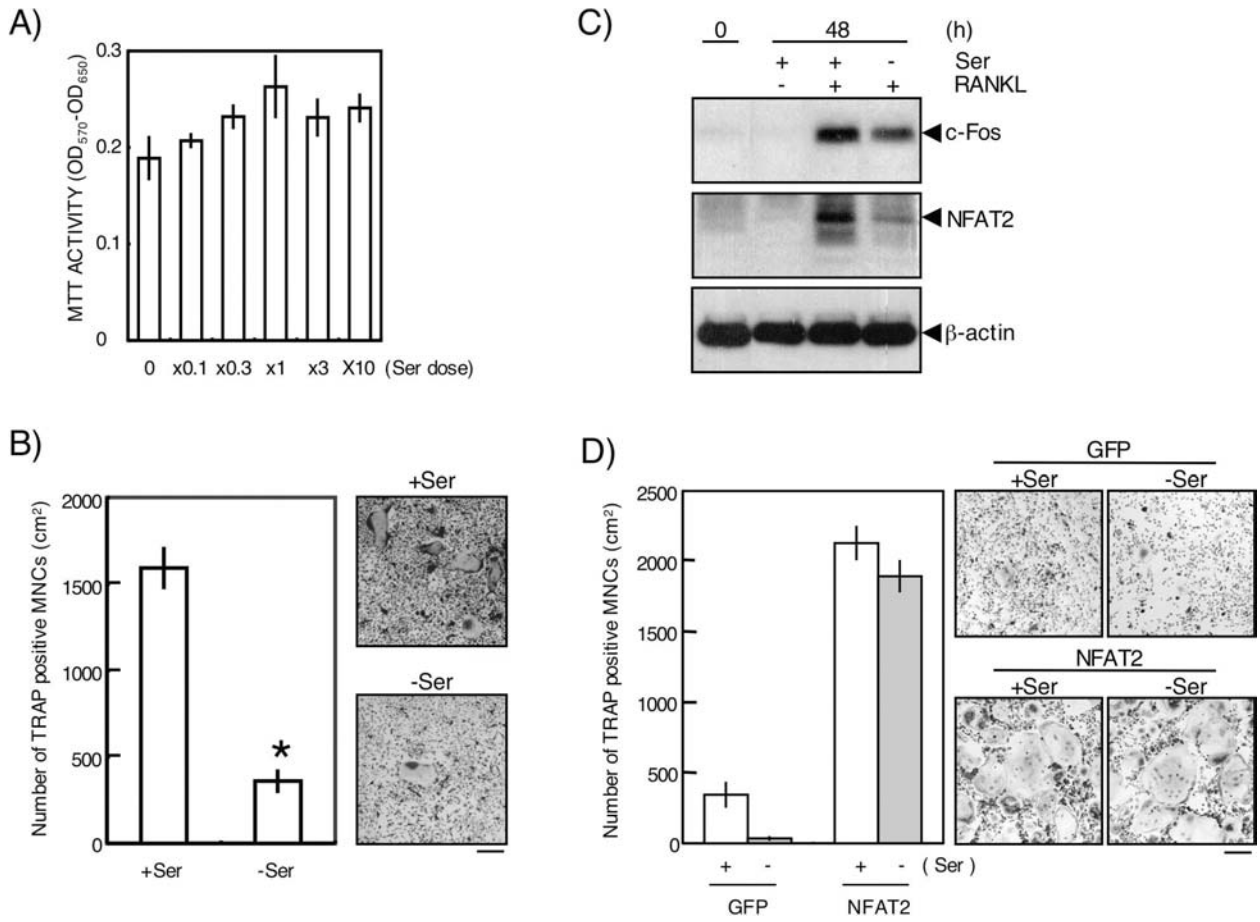 A)
MTT ACTIVITY (OD570-OD650)
0.3
0.2
0.1
0
0 x0.1 x0.3 x1 x3 X10 (Ser dose)
B)
Number of TRAP positive MNCs (cm²)
2000
1500
1000
500
0
+Ser -Ser
*
+Ser
-Ser
C)
0 48 (h)
+ + - Ser
- + + RANKL
c-Fos
NFAT2
β-actin
D)
Number of TRAP positive MNCs (cm²)
2500
2000
1500
1000
500
0
+ - + - ( Ser )
GFP NFAT2
GFP
+Ser -Ser
NFAT2
+Ser -Ser